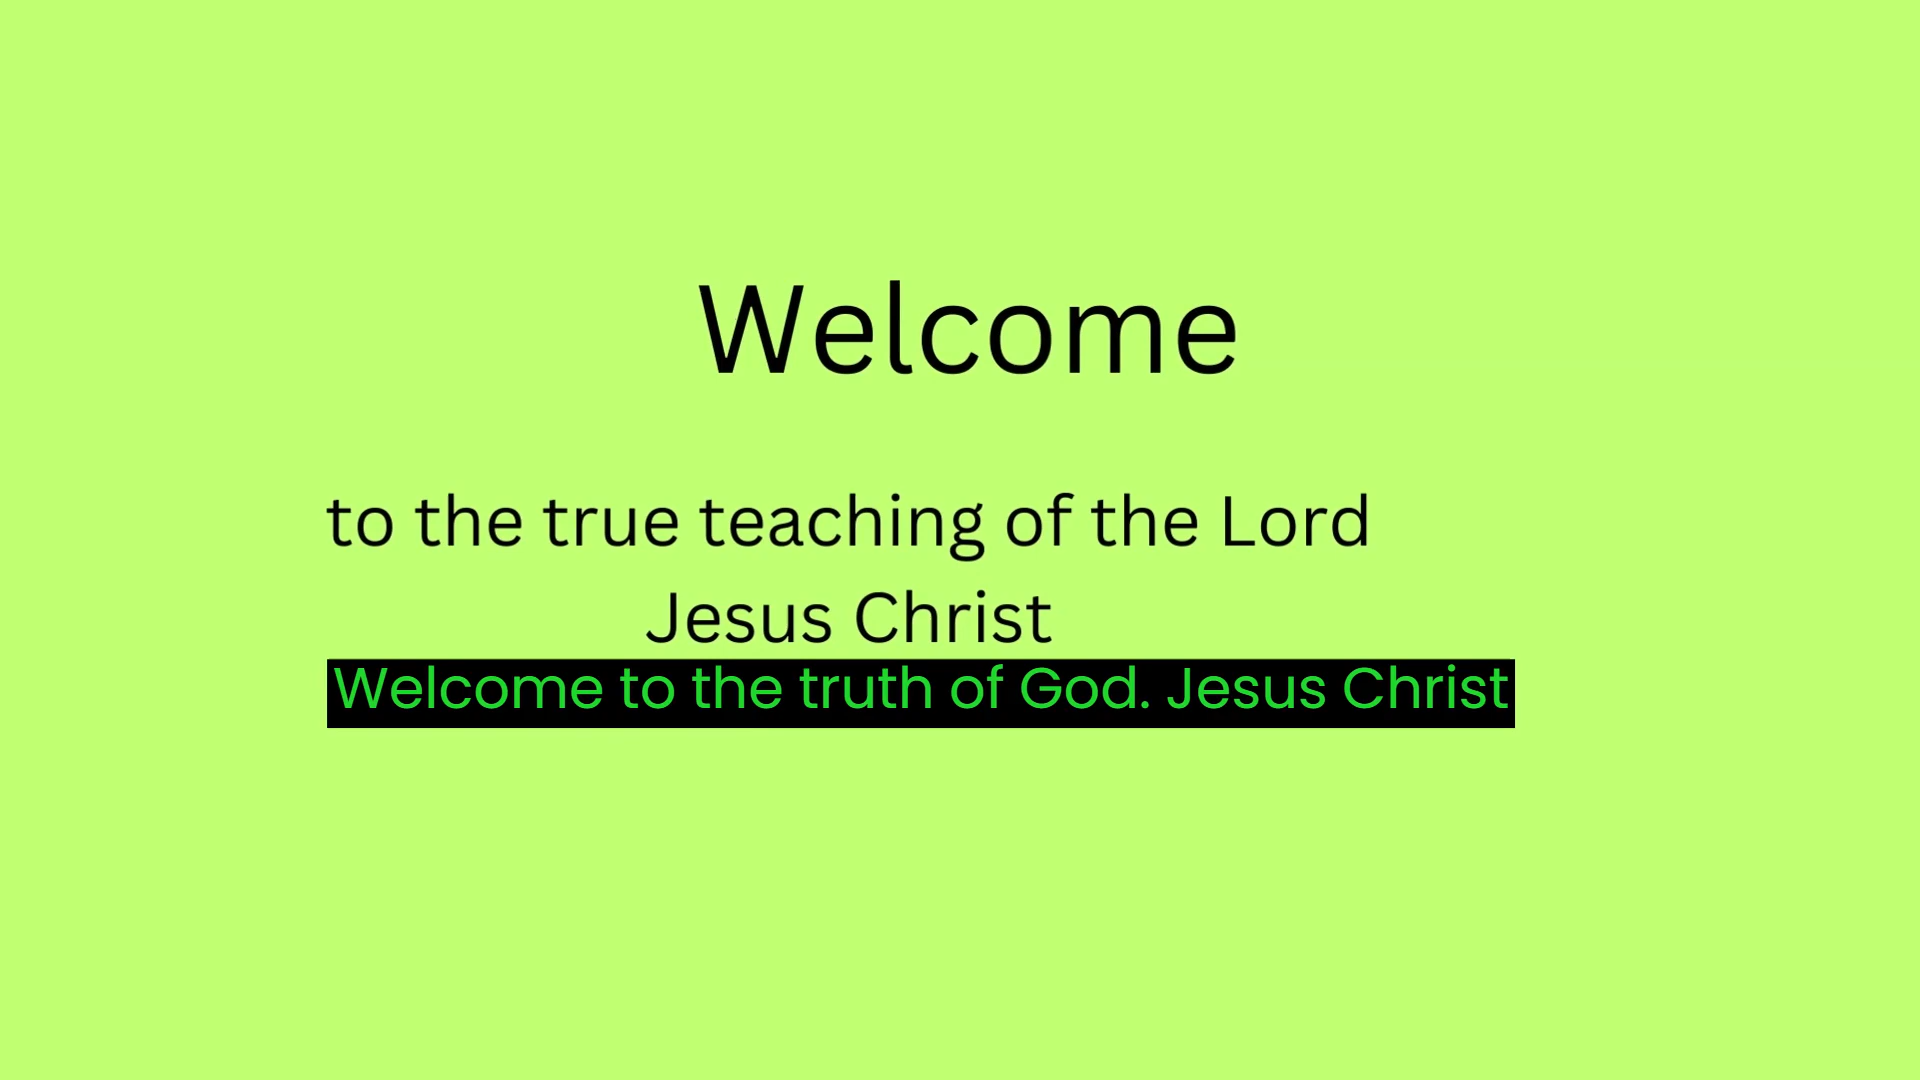 Welcome
to the true teaching of the Lord
Jesus Christ
Welcome to the truth of God. Jesus Christ